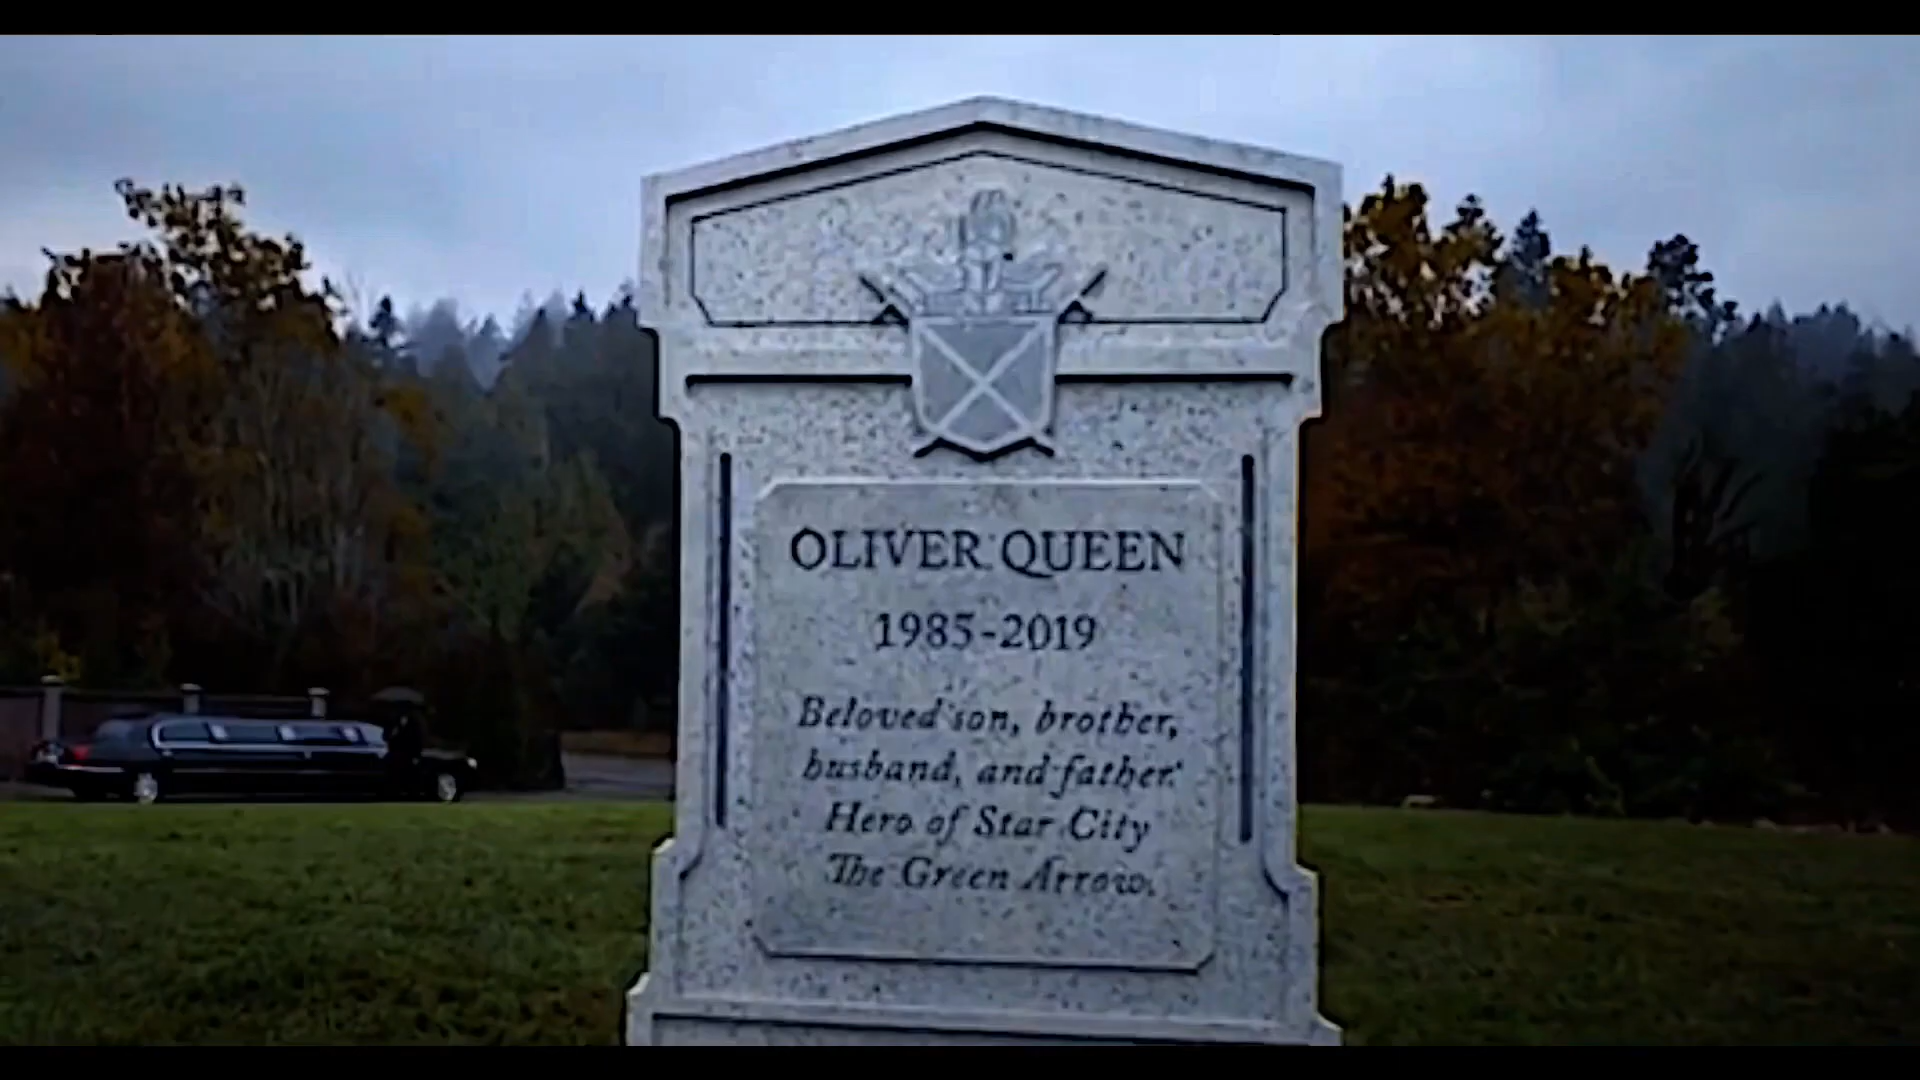 OLIVER QUEEN
1985-2019
Beloved son, brother,
husband, and father.
Hero of Star City
The Green Arrow.